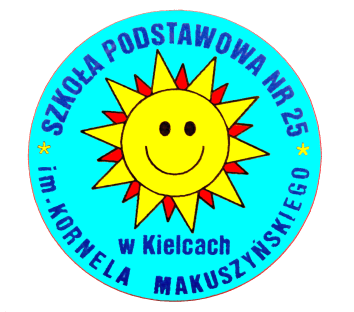 SZKOŁA PODSTAWOWA NR 25
w Kielcach
im. KORNELA MAKUSZYŃSKIEGO